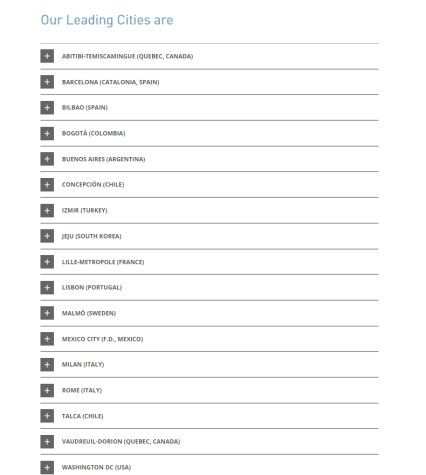 Our Leading Cities are
ABITIBI-TEMISCAMINGUE (QUEBEC, CANADA)
BARCELONA (CATALONIA, SPAIN)
BILBAO (SPAIN)
BOGOTÁ (COLOMBIA)
BUENOS AIRES (ARGENTINA)
CONCEPCIÓN (CHILE)
IZMIR (TURKEY)
JEJU (SOUTH KOREA)
LILLE-METROPOLE (FRANCE)
LISBON (PORTUGAL)
MALMÖ (SWEDEN)
MEXICO CITY (F.D., MEXICO)
MILAN (ITALY)
ROME (ITALY)
TALCA (CHILE)
VAUDREUIL-DORION (QUEBEC, CANADA)
WASHINGTON DC (USA)